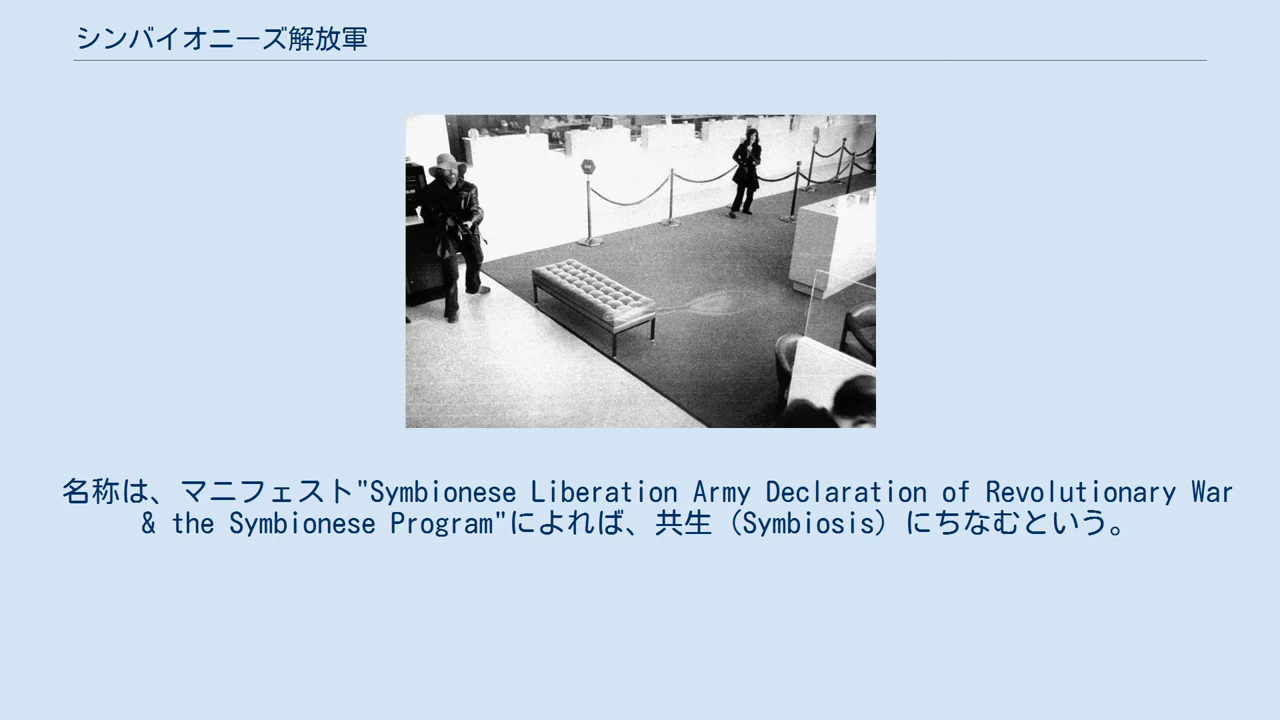 シンバイオニーズ解放軍
名称は、マニフェスト"Symbionese Liberation Army Declaration of Revolutionary War
& the Symbionese Program"によれば、共生（Symbiosis）にちなむという。